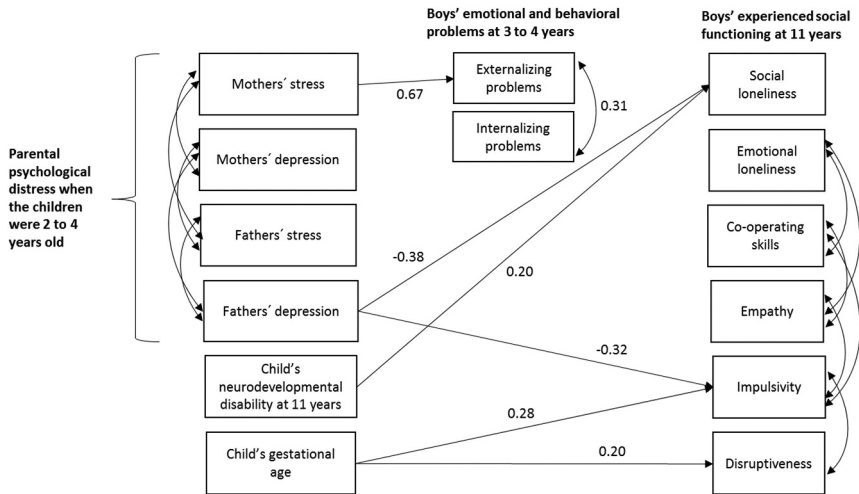 Boys' emotional and behavioral
problems at 3 to 4 years
Boys' experienced social
functioning at 11 years
Parental
psychological
distress when
the children
were 2 to 4
years old
Mothers´ stress
Mothers´ depression
Fathers´ stress
Fathers´ depression
Child's
neurodevelopmental
disability at 11 years
Child's gestational
age
Externalizing
problems
Internalizing
problems
0.67
0.31
-0.38
0.20
-0.32
0.28
0.20
Social
loneliness
Emotional
loneliness
Co-operating
skills
Empathy
Impulsivity
Disruptiveness